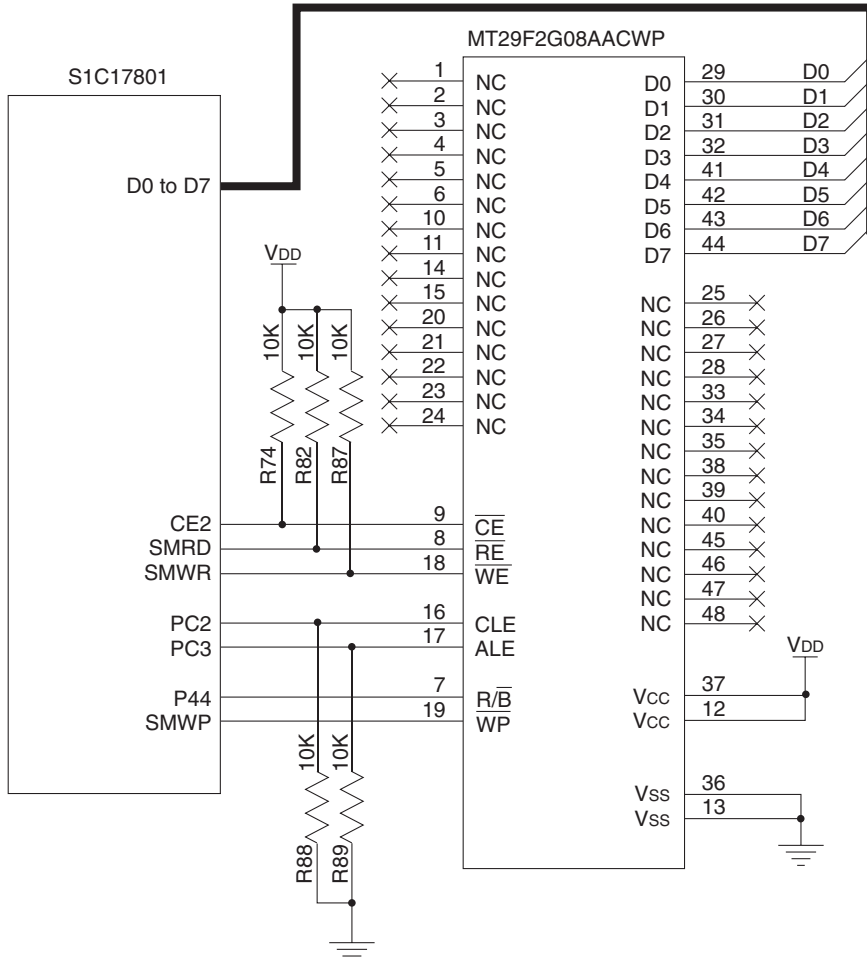 MT29F2G08AACWP
S1C17801
D0 to D7
1 NC
2 NC
3 NC
4 NC
5 NC
6 NC
10 NC
11 NC
14 NC
15 NC
20 NC
21 NC
22 NC
23 NC
24 NC
D0 29 D0
D1 30 D1
D2 31 D2
D3 32 D3
D4 41 D4
D5 42 D5
D6 43 D6
D7 44 D7
NC 25
NC 26
NC 27
NC 28
NC 33
NC 34
NC 35
NC 38
NC 39
NC 40
NC 45
NC 46
NC 47
NC 48
VDD
10K 10K 10K
R74 R82 R87
CE2 9 CE
SMRD 8 RE
SMWR 18 WE
PC2 16 CLE
PC3 17 ALE
P44 7 R/B
SMWP 19 WP
10K 10K
R88 R89
VDD
VCC 37
VCC 12
VSS 36
VSS 13